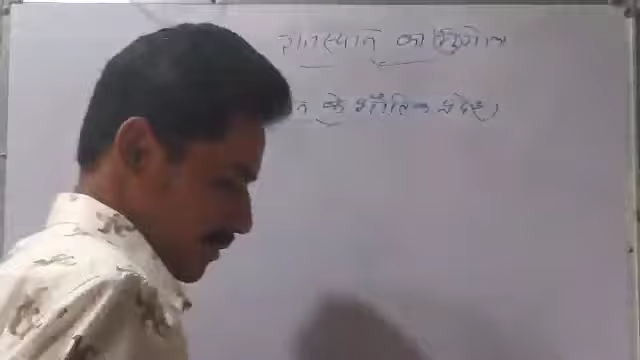 राजस्थान का भूगोल
के भौतिक प्रदेश